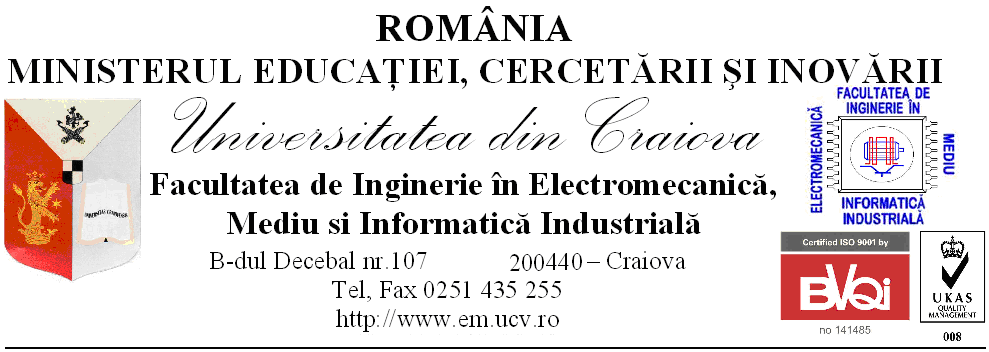 ROMÂNIA
MINISTERUL EDUCAŢIEI, CERCETĂRII ŞI INOVĂRII
Universitatea din Craiova
Facultatea de Inginerie în Electromecanică,
Mediu si Informatică Industrială
B-dul Decebal nr.107 200440 – Craiova
Tel, Fax 0251 435 255
http://www.em.ucv.ro
FACULTATEA DE
INGINERIE ÎN
ELECTROMECANICĂ
MEDIU
INFORMATICĂ
INDUSTRIALĂ
Certified ISO 9001 by
BVQi
no 141485
UKAS
QUALITY
MANAGEMENT
008